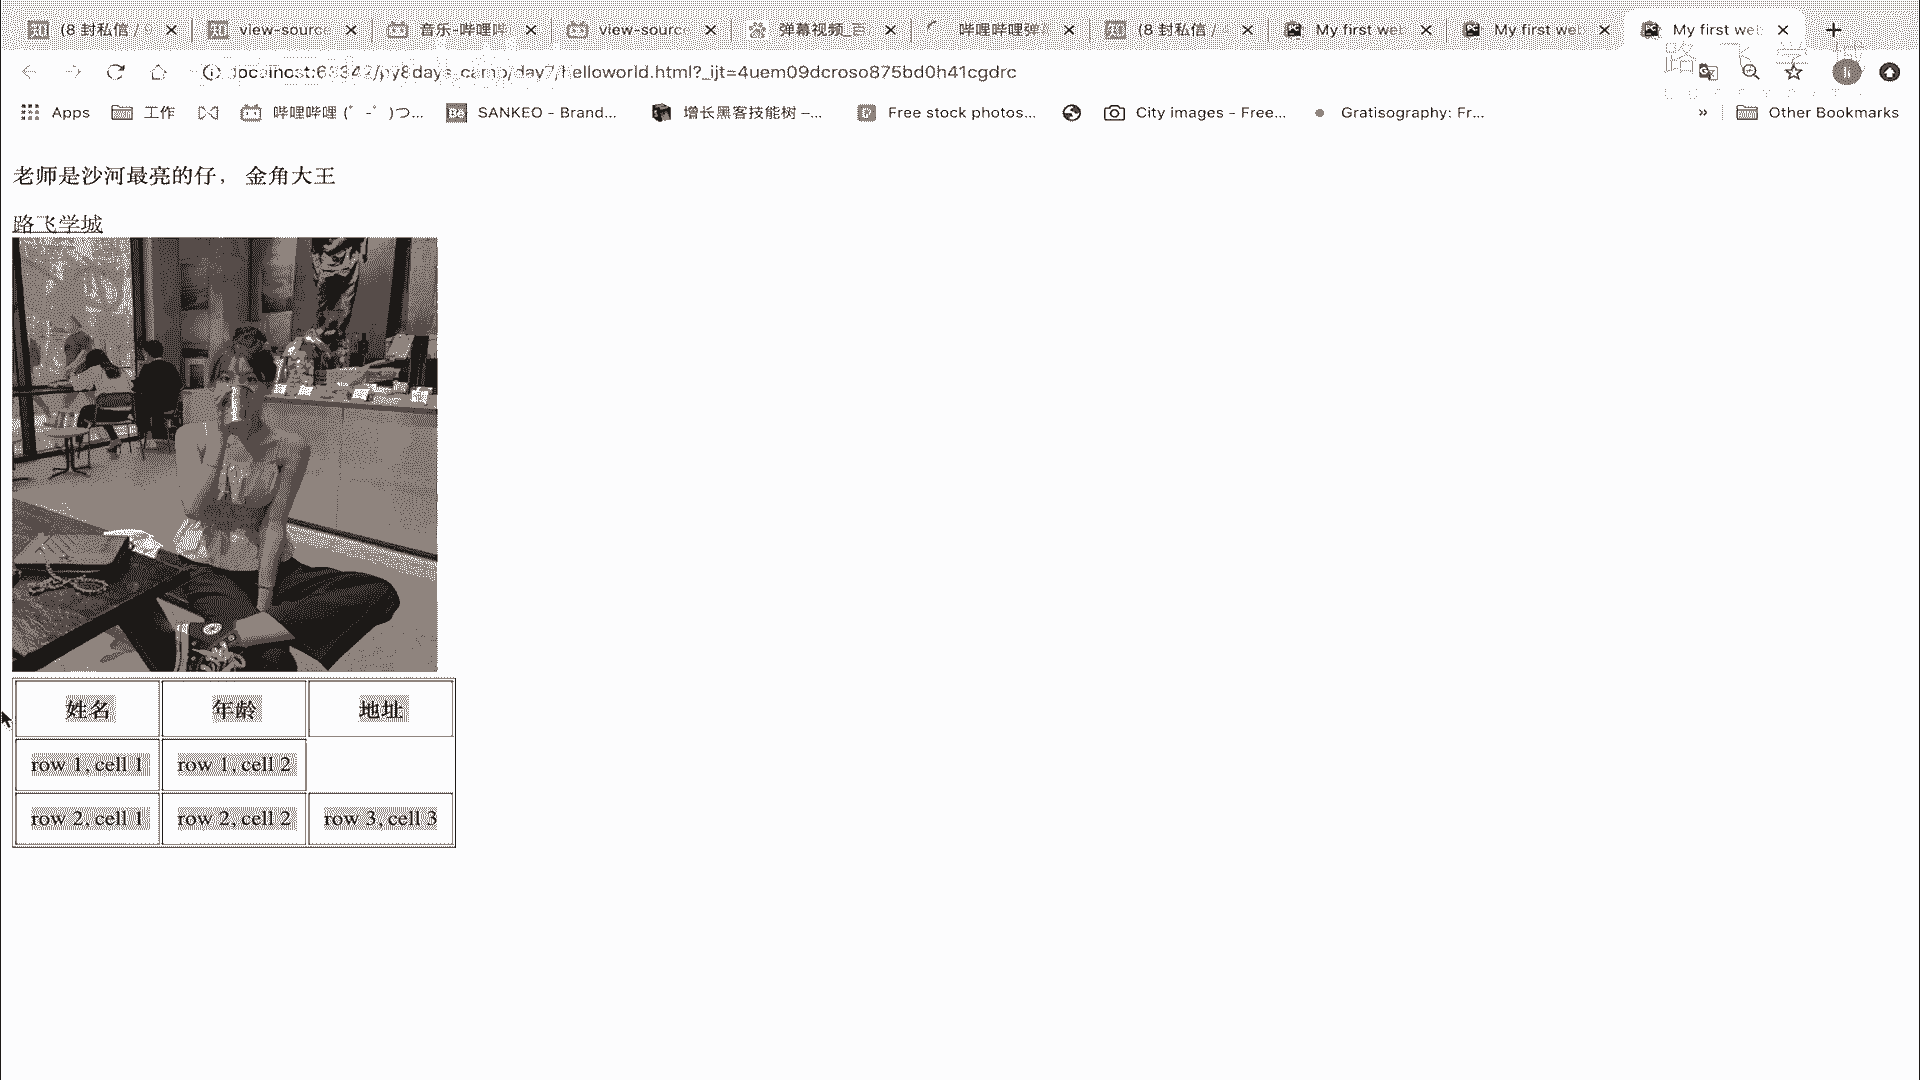 (8 封私信 /
view-source
音乐-哔哩哔
view-source
弹幕视频_百
哔哩哔哩弹
(8 封私信 /
My first web
My first web
My first web
localhost:63342/py8days_camp/day7/helloworld.html?_ijt=4uem09dcroso875bd0h41cgdrc
Apps
工作
哔哩哔哩 (゜-゜)つ...
SANKEO - Brand...
增长黑客技能树 –...
Free stock photos...
City images - Free...
Gratisography: Fr...
»
Other Bookmarks
老师是沙河最亮的仔， 金角大王
路飞学城
姓名 年龄 地址
row 1, cell 1 row 1, cell 2
row 2, cell 1 row 2, cell 2 row 3, cell 3